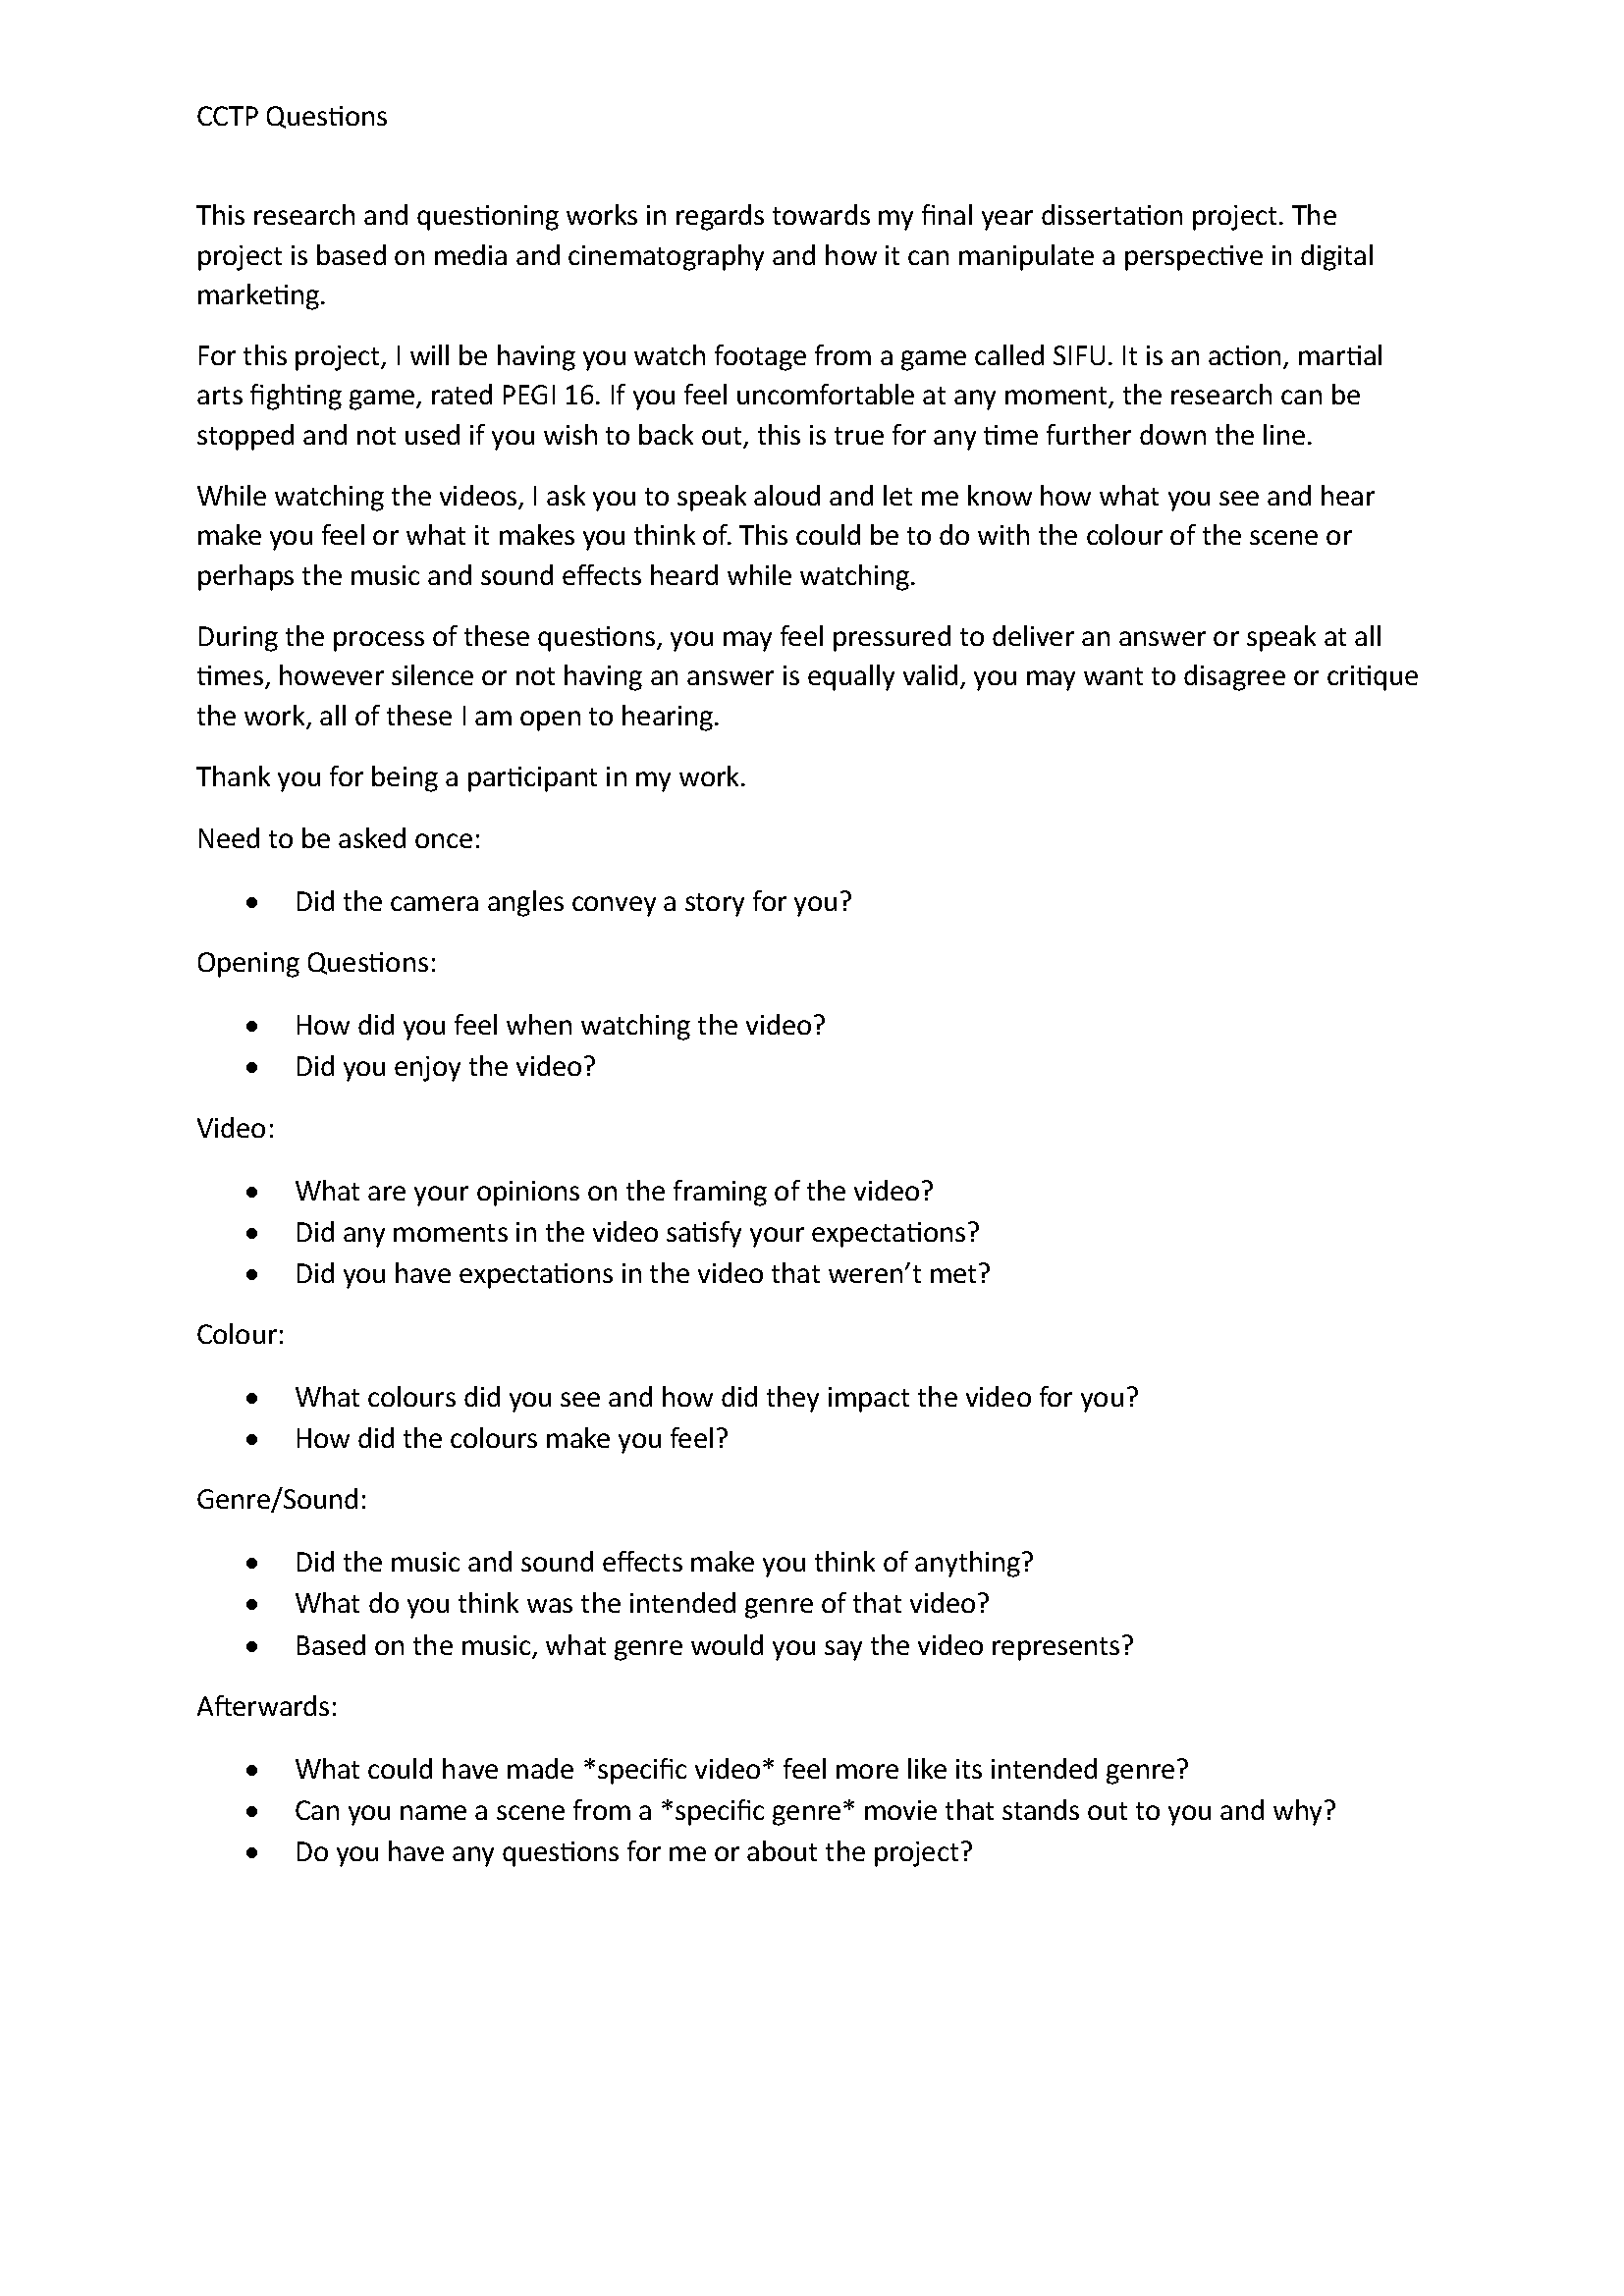 CCTP Questions
This research and questioning works in regards towards my final year dissertation project. The
project is based on media and cinematography and how it can manipulate a perspective in digital
marketing.
For this project, I will be having you watch footage from a game called SIFU. It is an action, martial
arts fighting game, rated PEGI 16. If you feel uncomfortable at any moment, the research can be
stopped and not used if you wish to back out, this is true for any time further down the line.
While watching the videos, I ask you to speak aloud and let me know how what you see and hear
make you feel or what it makes you think of. This could be to do with the colour of the scene or
perhaps the music and sound effects heard while watching.
During the process of these questions, you may feel pressured to deliver an answer or speak at all
times, however silence or not having an answer is equally valid, you may want to disagree or critique
the work, all of these I am open to hearing.
Thank you for being a participant in my work.
Need to be asked once:
• Did the camera angles convey a story for you?
Opening Questions:
• How did you feel when watching the video?
• Did you enjoy the video?
Video:
• What are your opinions on the framing of the video?
• Did any moments in the video satisfy your expectations?
• Did you have expectations in the video that weren’t met?
Colour:
• What colours did you see and how did they impact the video for you?
• How did the colours make you feel?
Genre/Sound:
• Did the music and sound effects make you think of anything?
• What do you think was the intended genre of that video?
• Based on the music, what genre would you say the video represents?
Afterwards:
• What could have made *specific video* feel more like its intended genre?
• Can you name a scene from a *specific genre* movie that stands out to you and why?
• Do you have any questions for me or about the project?